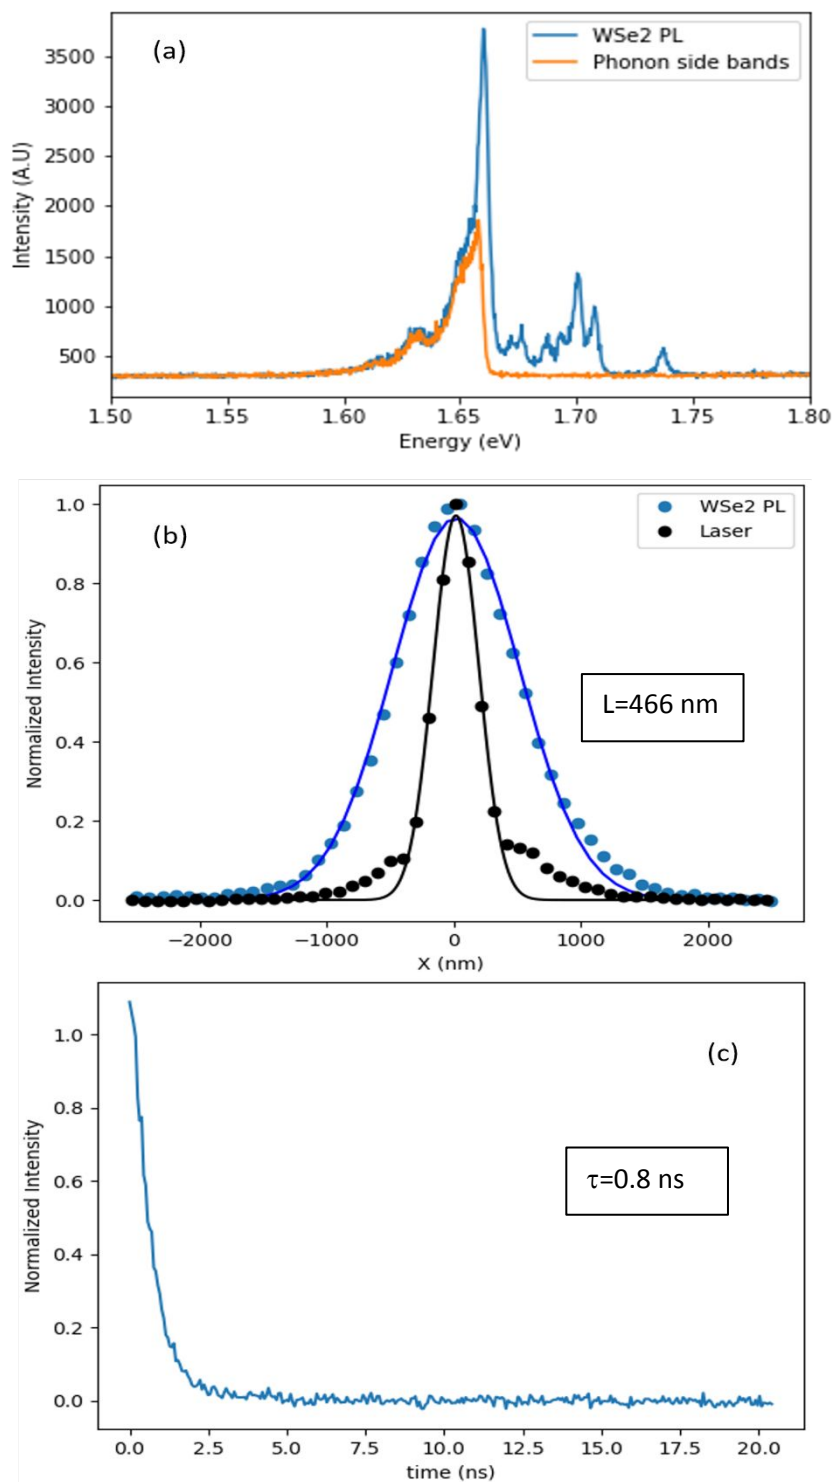 (a)
WSe2 PL
Phonon side bands
3500
3000
2500
2000
1500
1000
500
Intensity (A.U)
1.50 1.55 1.60 1.65 1.70 1.75 1.80
Energy (eV)
(b)
WSe2 PL
Laser
L=466 nm
1.0
0.8
0.6
0.4
0.2
0.0
Normalized Intensity
−2000 −1000 0 1000 2000
X (nm)
(c)
τ=0.8 ns
1.0
0.8
0.6
0.4
0.2
0.0
Normalized Intensity
0.0 2.5 5.0 7.5 10.0 12.5 15.0 17.5 20.0
time (ns)